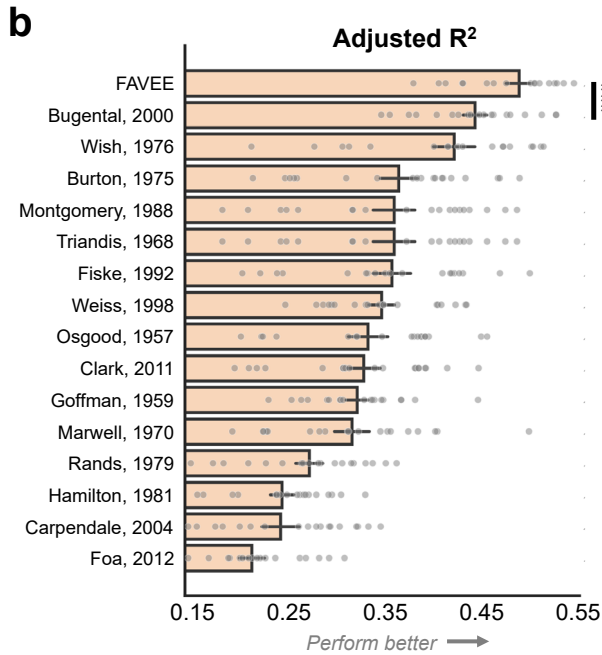 b
Adjusted R²
FAVEE
Bugental, 2000
Wish, 1976
Burton, 1975
Montgomery, 1988
Triandis, 1968
Fiske, 1992
Weiss, 1998
Osgood, 1957
Clark, 2011
Goffman, 1959
Marwell, 1970
Rands, 1979
Hamilton, 1981
Carpendale, 2004
Foa, 2012
0.15 0.25 0.35 0.45 0.55
Perform better